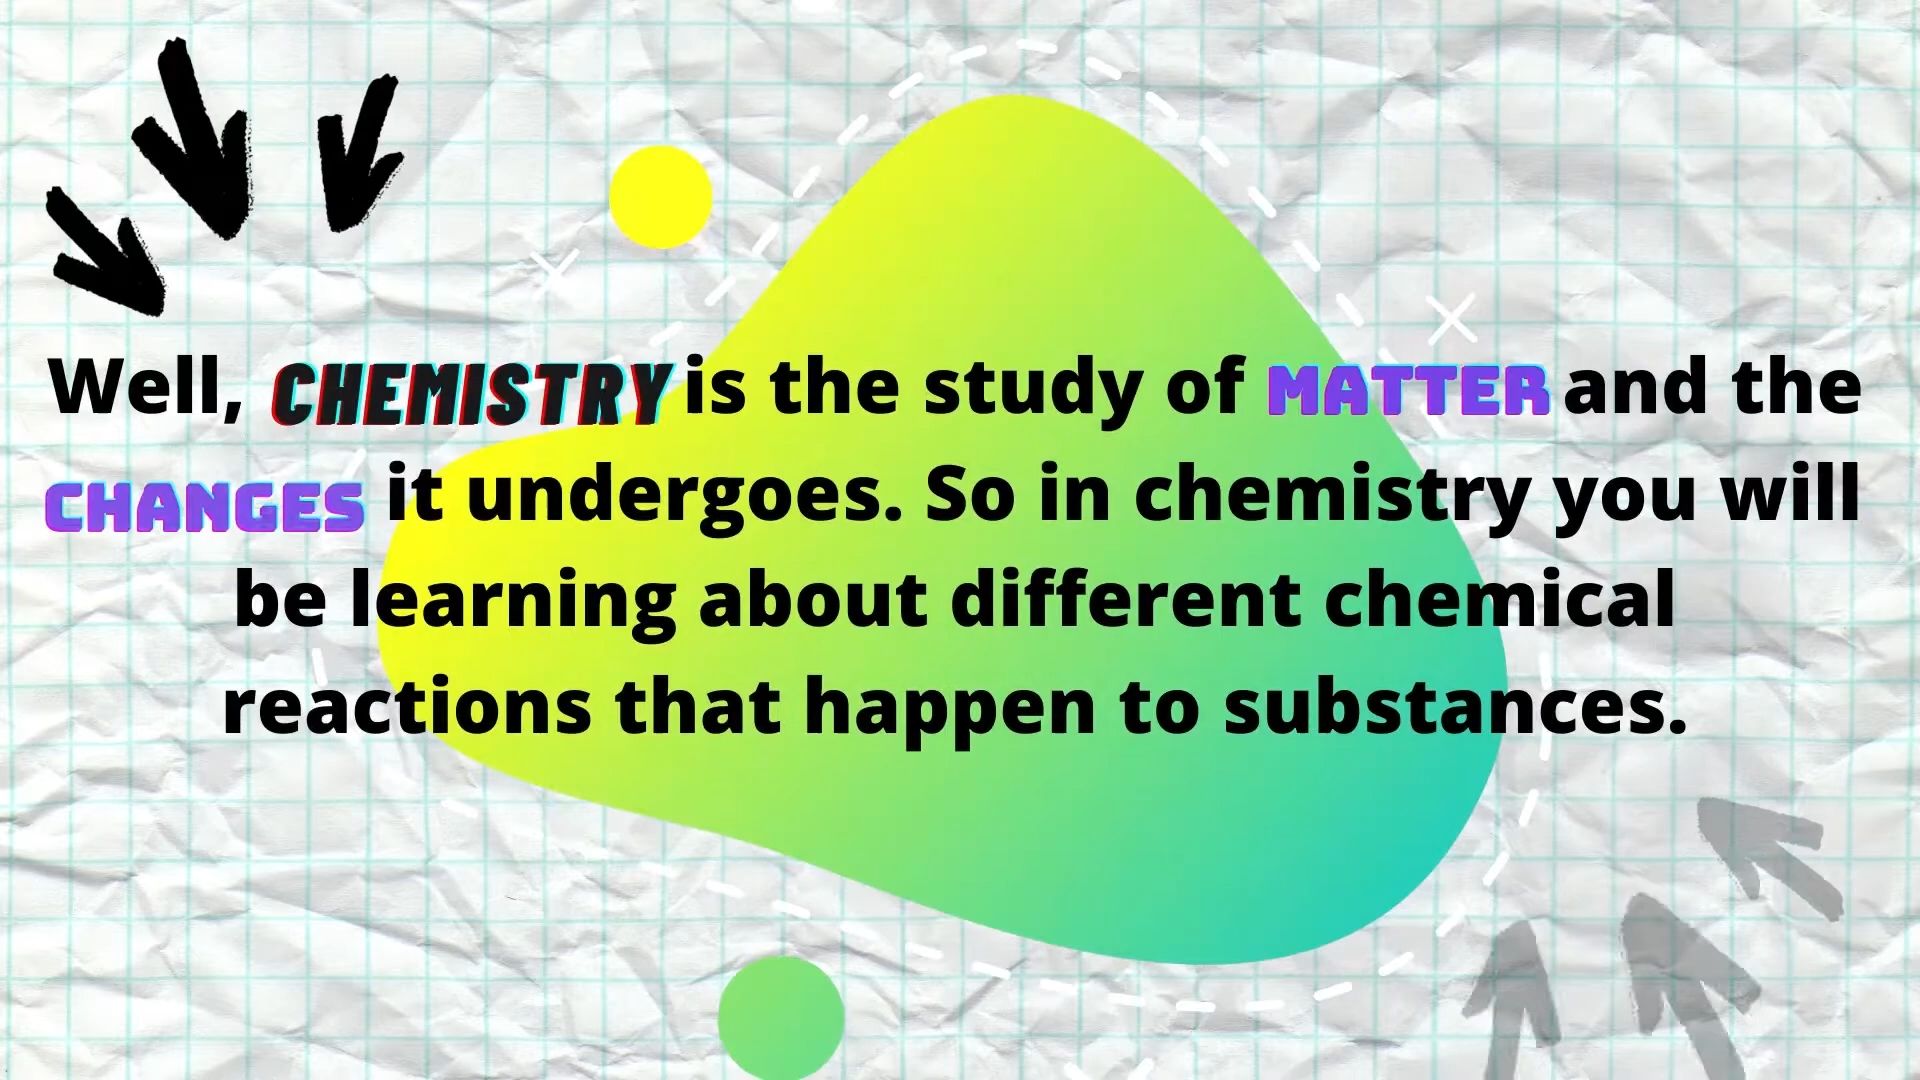 Well, CHEMISTRY is the study of MATTER and the
CHANGES it undergoes. So in chemistry you will
be learning about different chemical
reactions that happen to substances.